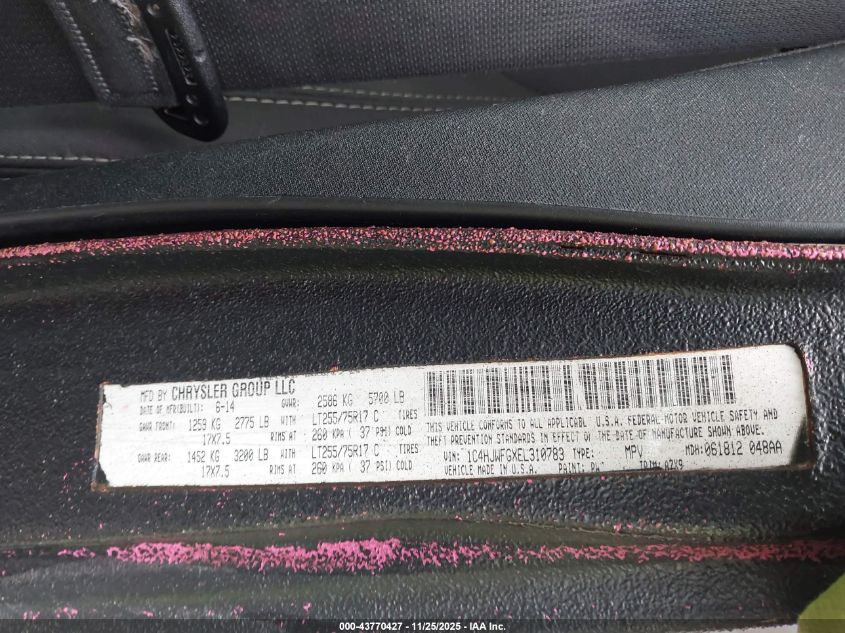 MFD BY CHRYSLER GROUP LLC
DATE OF MFR(BUILT): 6-14 GVWR: 2586 KG 5700 LB
GAWR FRONT: 1259 KG 2775 LB WITH LT255/75R17 C TIRES
17X7.5 RIMS AT 260 KPA ( 37 PSI) COLD
GAWR REAR: 1452 KG 3200 LB WITH LT255/75R17 C TIRES
17X7.5 RIMS AT 260 KPA ( 37 PSI) COLD
THIS VEHICLE CONFORMS TO ALL APPLICABLE U.S.A. FEDERAL MOTOR VEHICLE SAFETY AND
THEFT PREVENTION STANDARDS IN EFFECT ON THE DATE OF MANUFACTURE SHOWN ABOVE.
VIN: 1C4HJWFGXEL310783 TYPE: MPV MDH: 061812 048AA
MADE IN U.S.A. PAINT: PW TRIM: A7X9
000-43770427 - 11/25/2025 - IAA Inc.